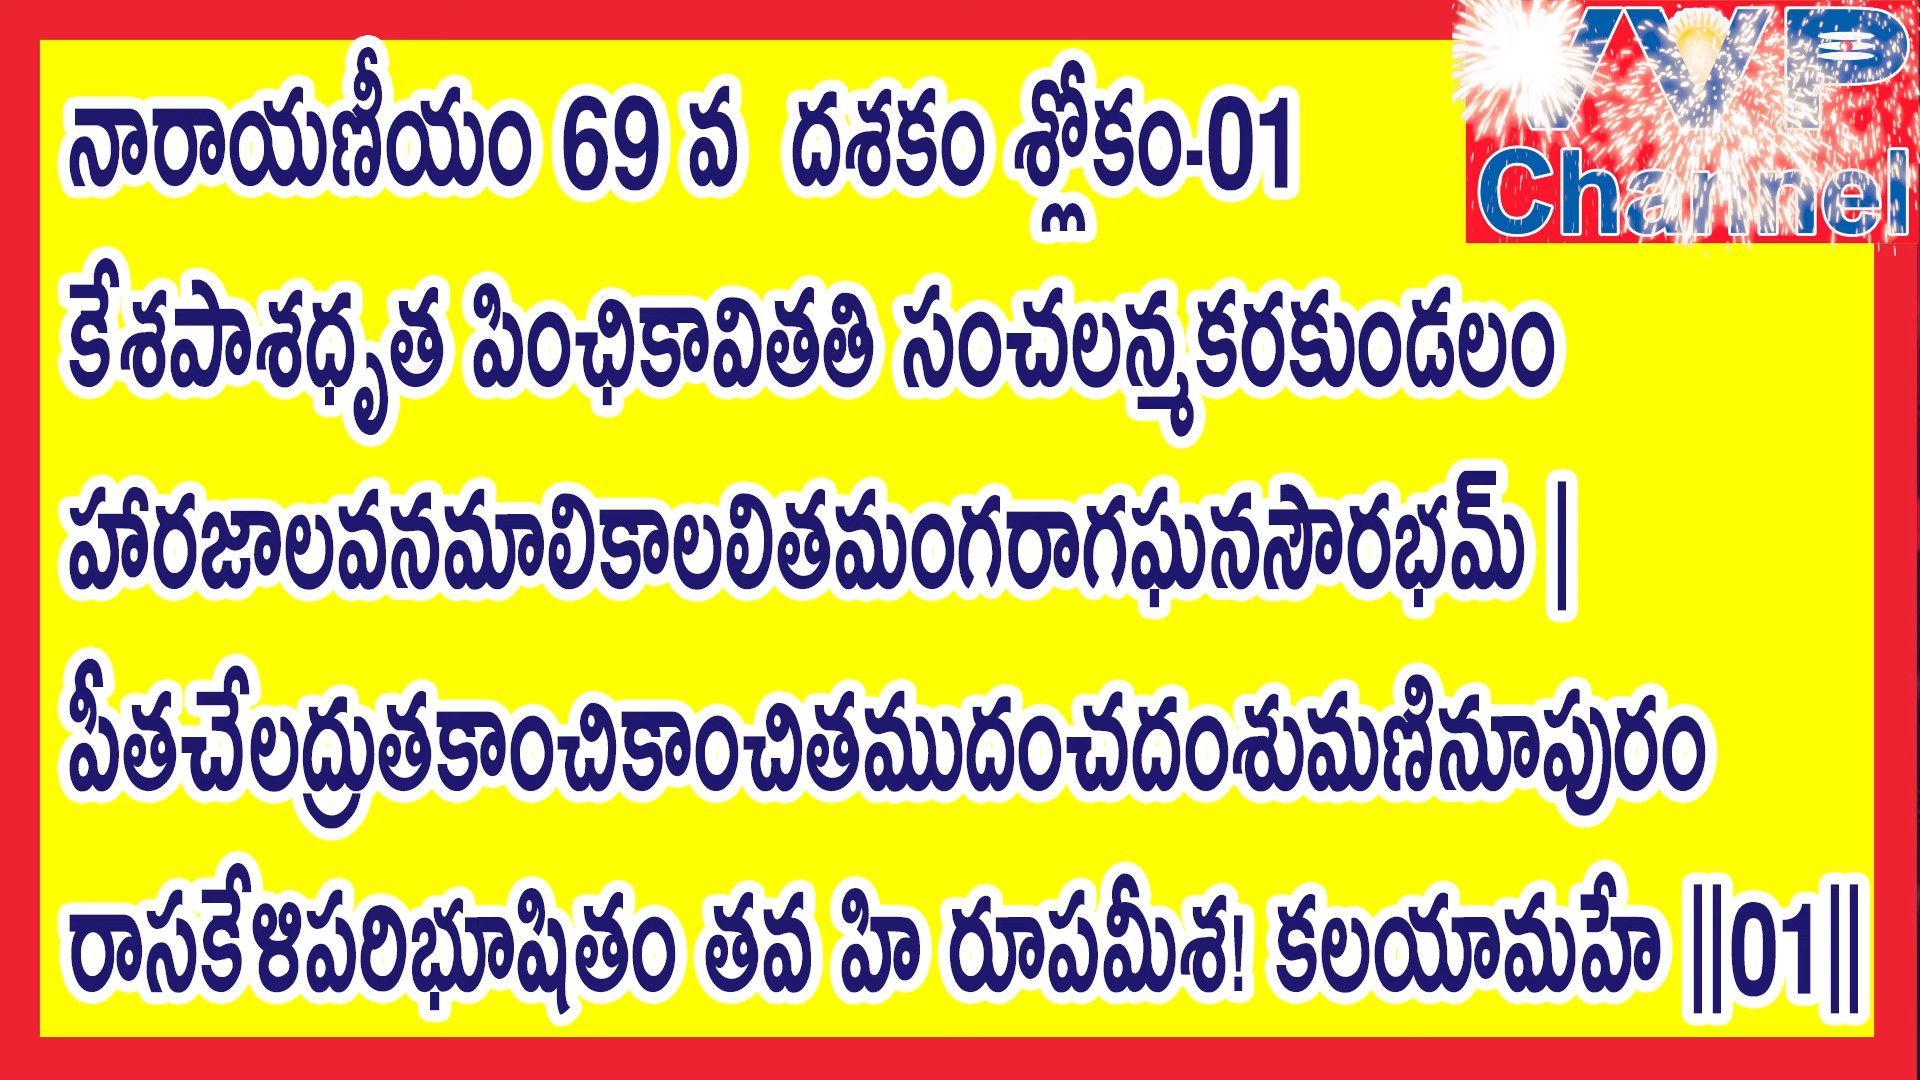 VVP
Channel
నారాయణీయం 69 వ దశకం శ్లోకం-01
కేశపాశధృత పింఛికావితతి సంచలన్మకరకుండలం
హారజాలవనమాలికాలలితమంగరాగఘనసౌరభమ్ |
పీతచేలద్రుతకాంచికాంచితముదంచదంశుమణినూపురం
రాసకేళిపరిభూషితం తవ హి రూపమీశ! కలయామహే ||01||